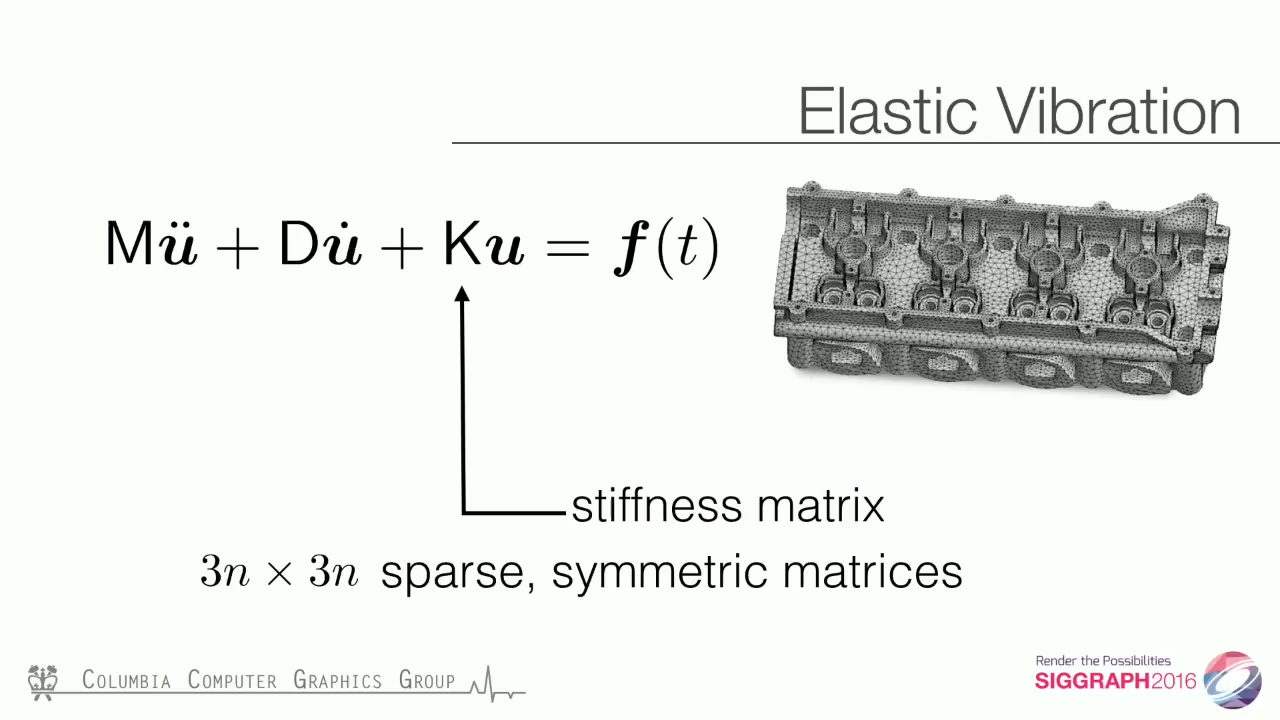 Elastic Vibration
Mü + Du̇ + Ku = f(t)
stiffness matrix
3n × 3n sparse, symmetric matrices
COLUMBIA COMPUTER GRAPHICS GROUP
Render the Possibilities
SIGGRAPH2016